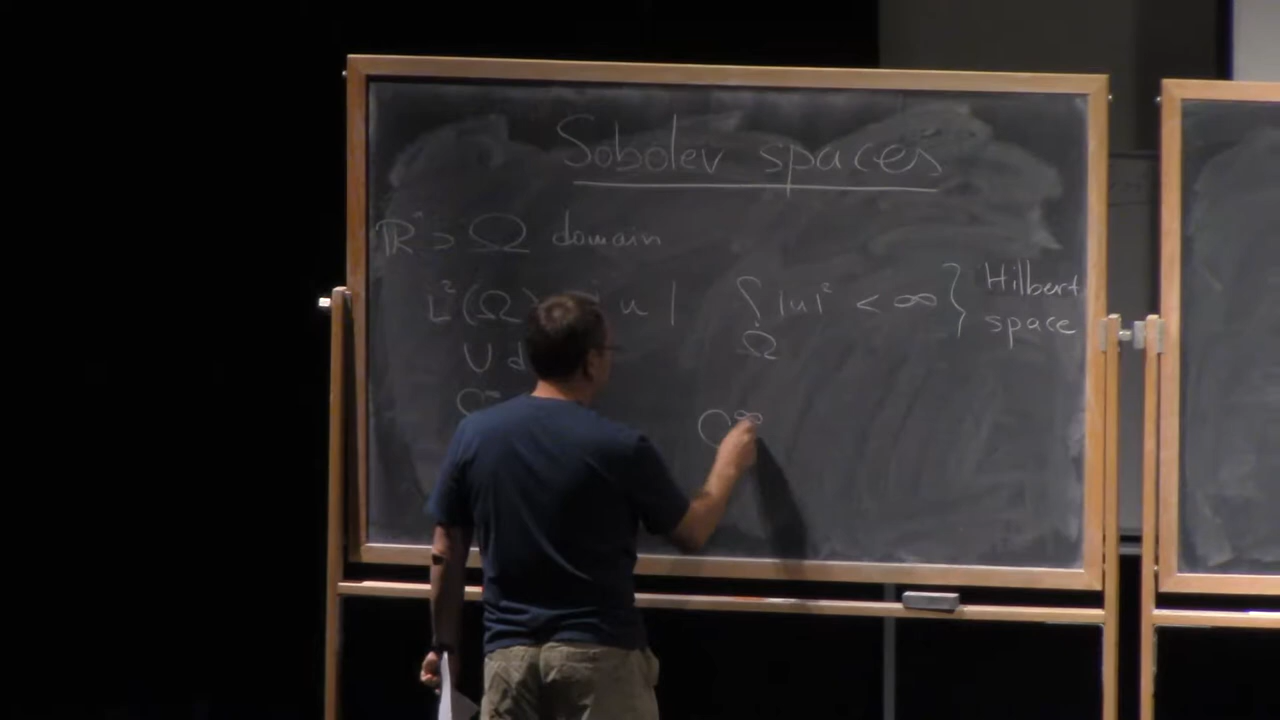 Sobolev spaces
ℝⁿ ⊃ Ω domain
L²(Ω) u | ∫_Ω |u|² < ∞ } Hilbert space
∪ d
C^∞ C^∞